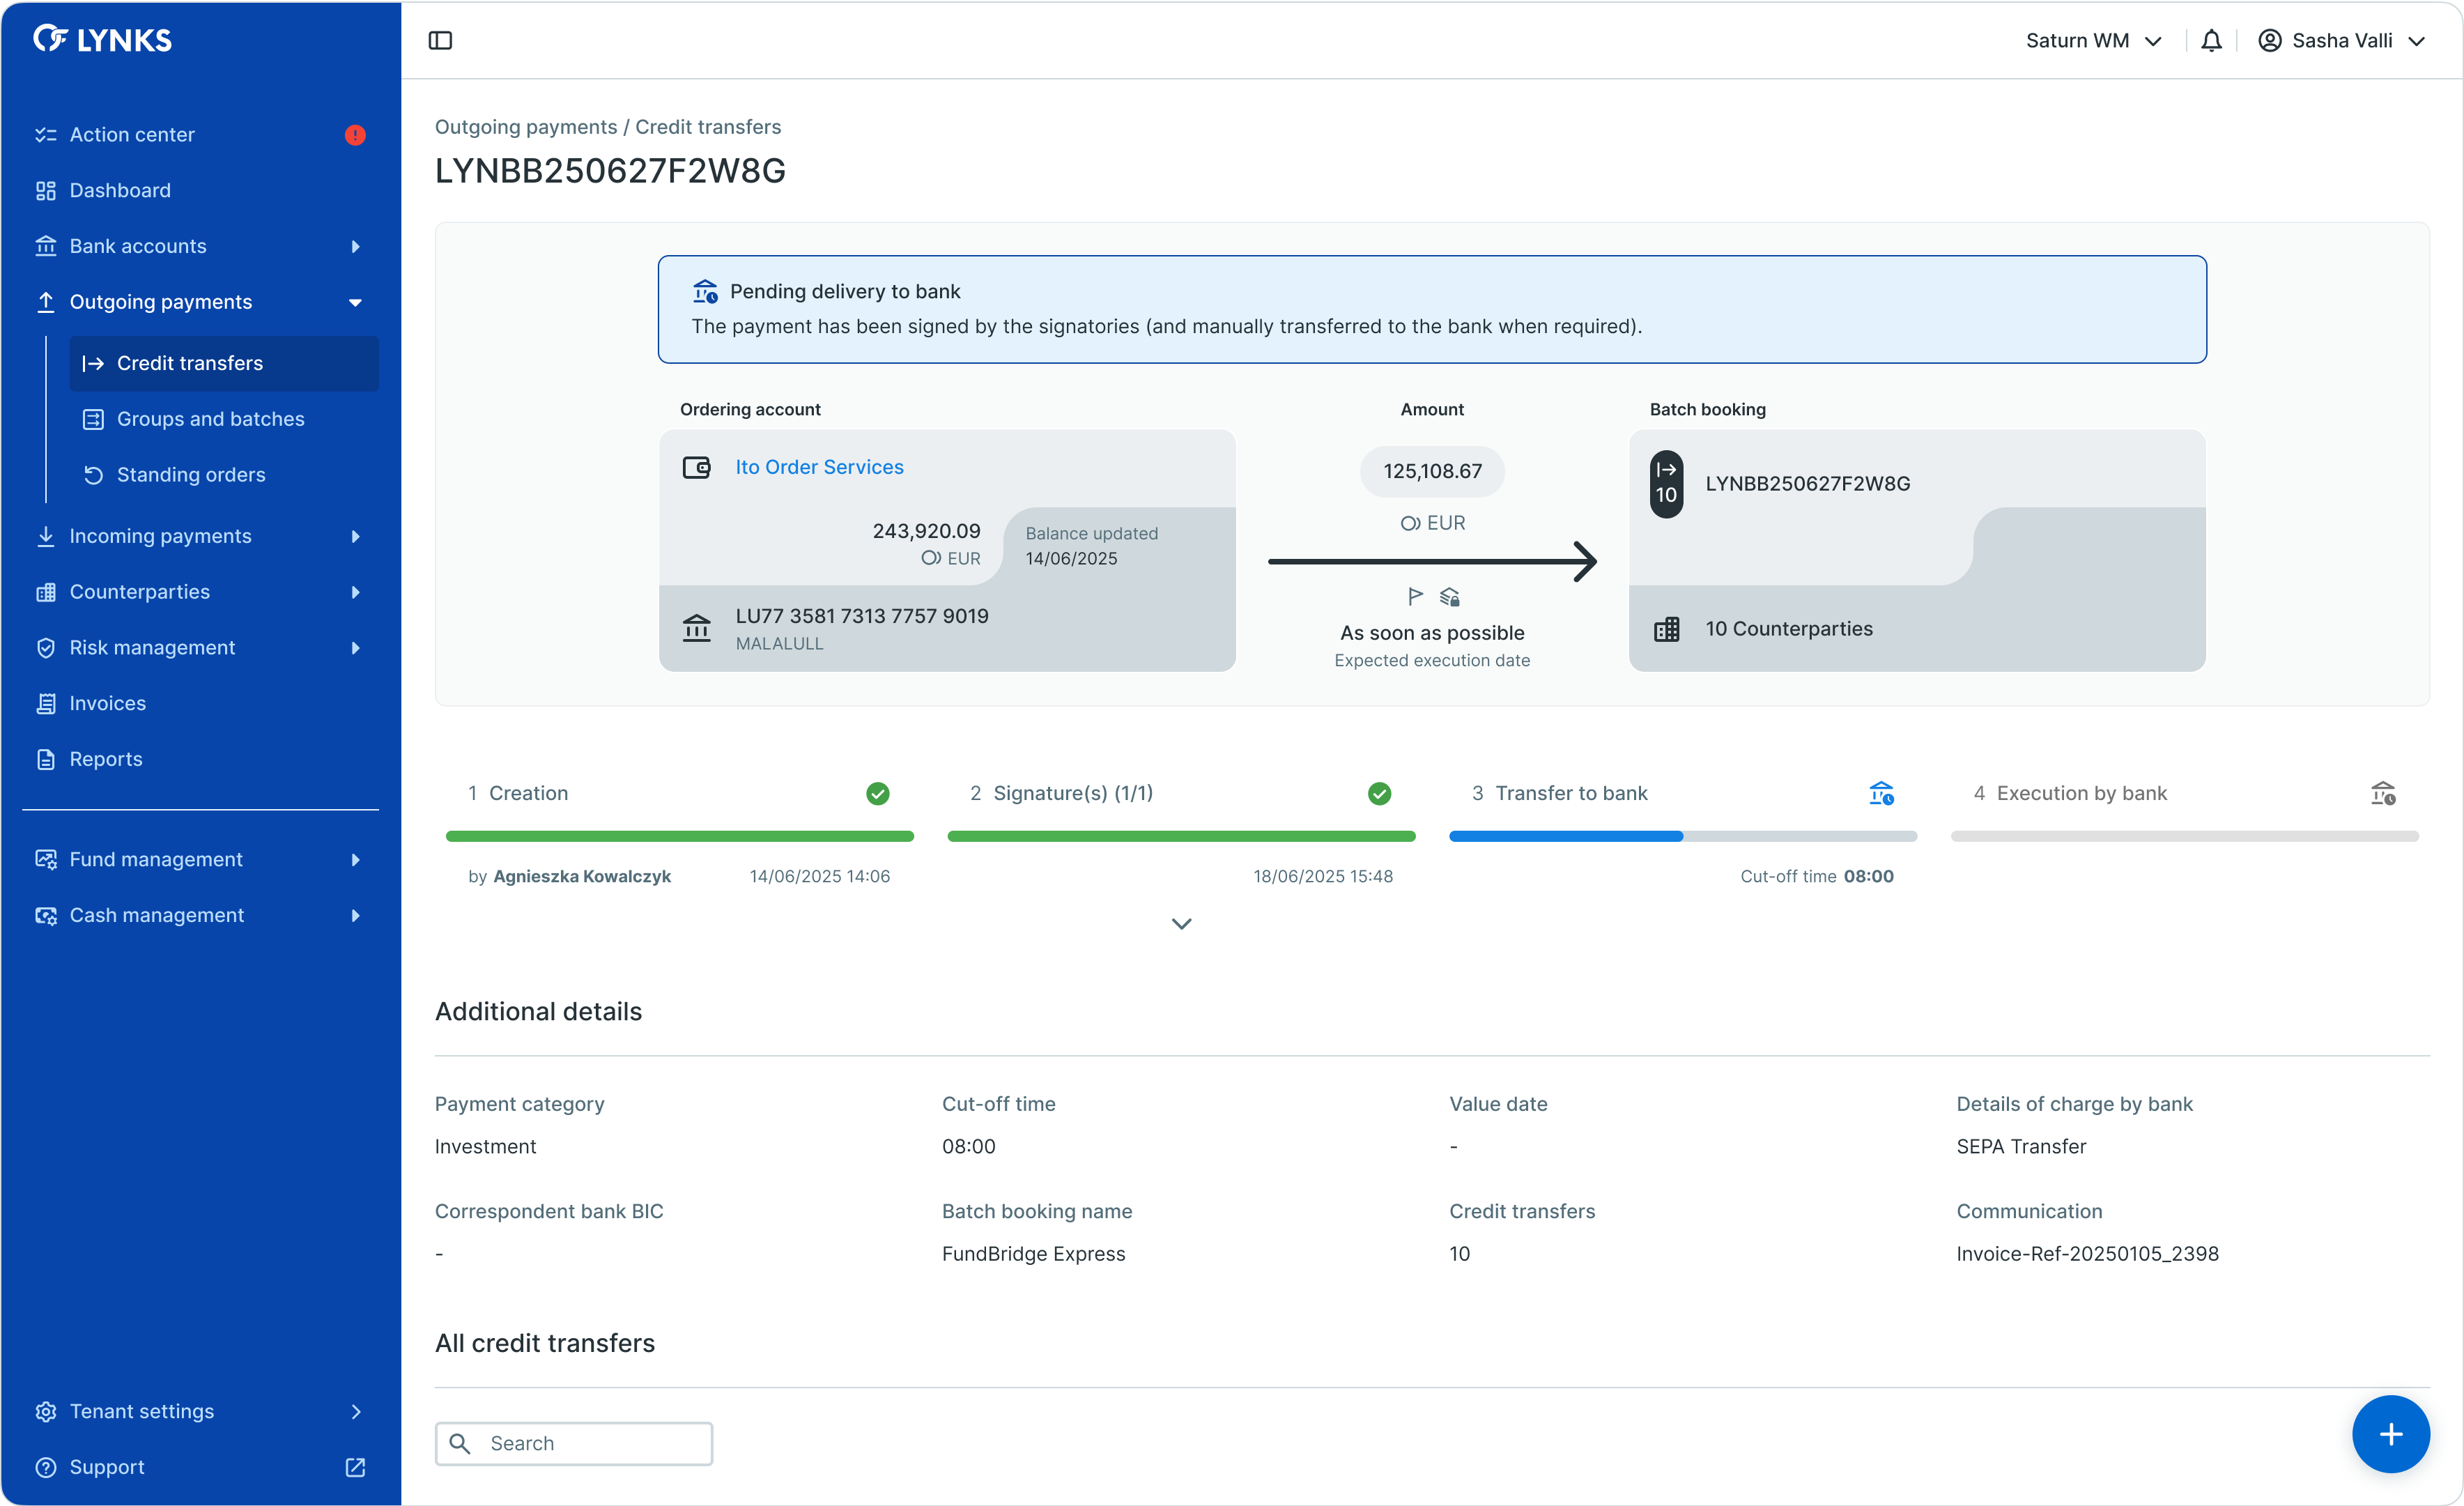 LYNKS
Saturn WM
Sasha Valli
Action center
Dashboard
Bank accounts
Outgoing payments
Credit transfers
Groups and batches
Standing orders
Incoming payments
Counterparties
Risk management
Invoices
Reports
Fund management
Cash management
Tenant settings
Support
Outgoing payments / Credit transfers
LYNBB250627F2W8G
Pending delivery to bank
The payment has been signed by the signatories (and manually transferred to the bank when required).
Ordering account
Ito Order Services
243,920.09
EUR
Balance updated
14/06/2025
LU77 3581 7313 7757 9019
MALALULL
Amount
125,108.67
EUR
As soon as possible
Expected execution date
Batch booking
10
LYNBB250627F2W8G
10 Counterparties
1 Creation
by Agnieszka Kowalczyk 14/06/2025 14:06
2 Signature(s) (1/1)
18/06/2025 15:48
3 Transfer to bank
Cut-off time 08:00
4 Execution by bank
Additional details
Payment category
Investment
Cut-off time
08:00
Value date
-
Details of charge by bank
SEPA Transfer
Correspondent bank BIC
-
Batch booking name
FundBridge Express
Credit transfers
10
Communication
Invoice-Ref-20250105_2398
All credit transfers
Search